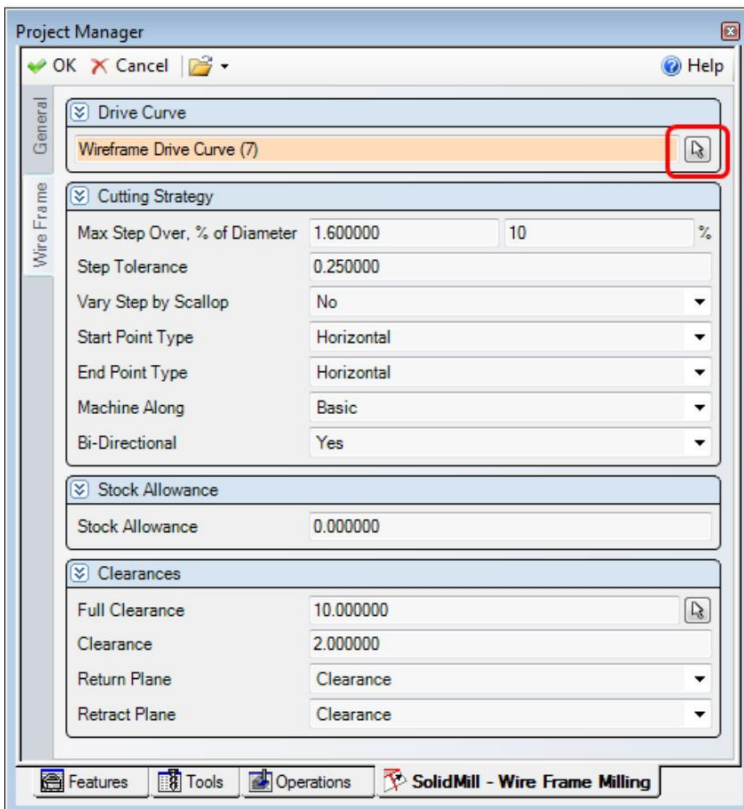 Project Manager
OK Cancel Help
General
Wire Frame
Drive Curve
Wireframe Drive Curve (7)
Cutting Strategy
Max Step Over, % of Diameter 1.600000 10 %
Step Tolerance 0.250000
Vary Step by Scallop No
Start Point Type Horizontal
End Point Type Horizontal
Machine Along Basic
Bi-Directional Yes
Stock Allowance
Stock Allowance 0.000000
Clearances
Full Clearance 10.000000
Clearance 2.000000
Return Plane Clearance
Retract Plane Clearance
Features Tools Operations SolidMill - Wire Frame Milling